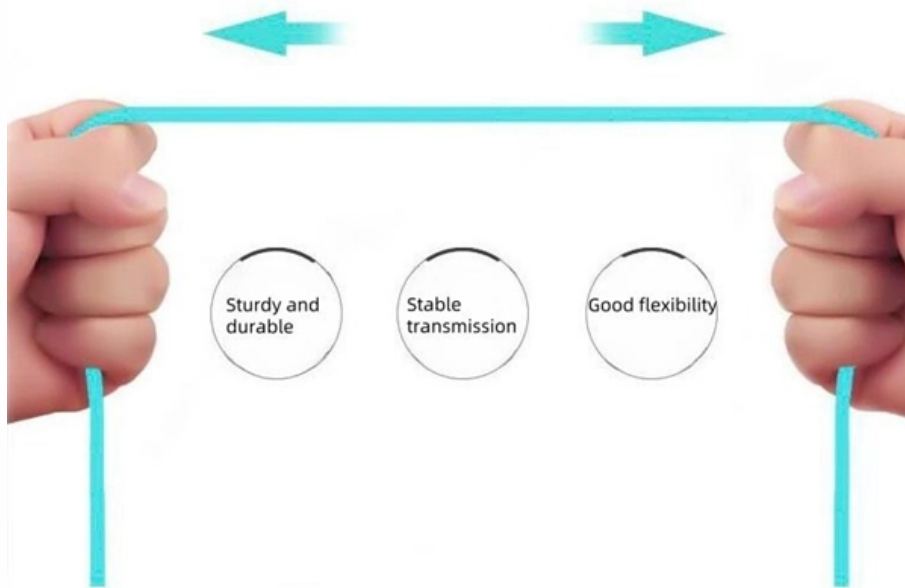 Sturdy and
durable
Stable
transmission
Good flexibility